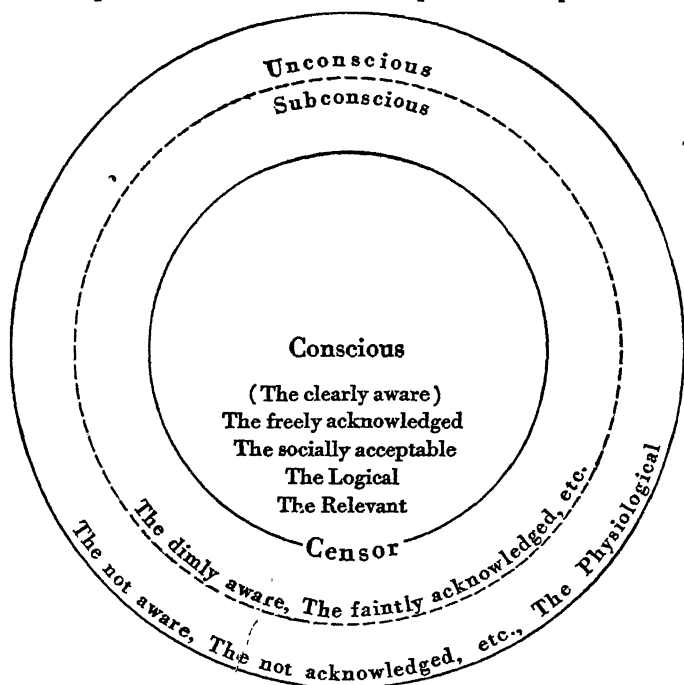 Unconscious
Subconscious
Conscious
(The clearly aware)
The freely acknowledged
The socially acceptable
The Logical
The Relevant
Censor
The dimly aware, The faintly acknowledged, etc.
The not aware, The not acknowledged, etc., The Physiological